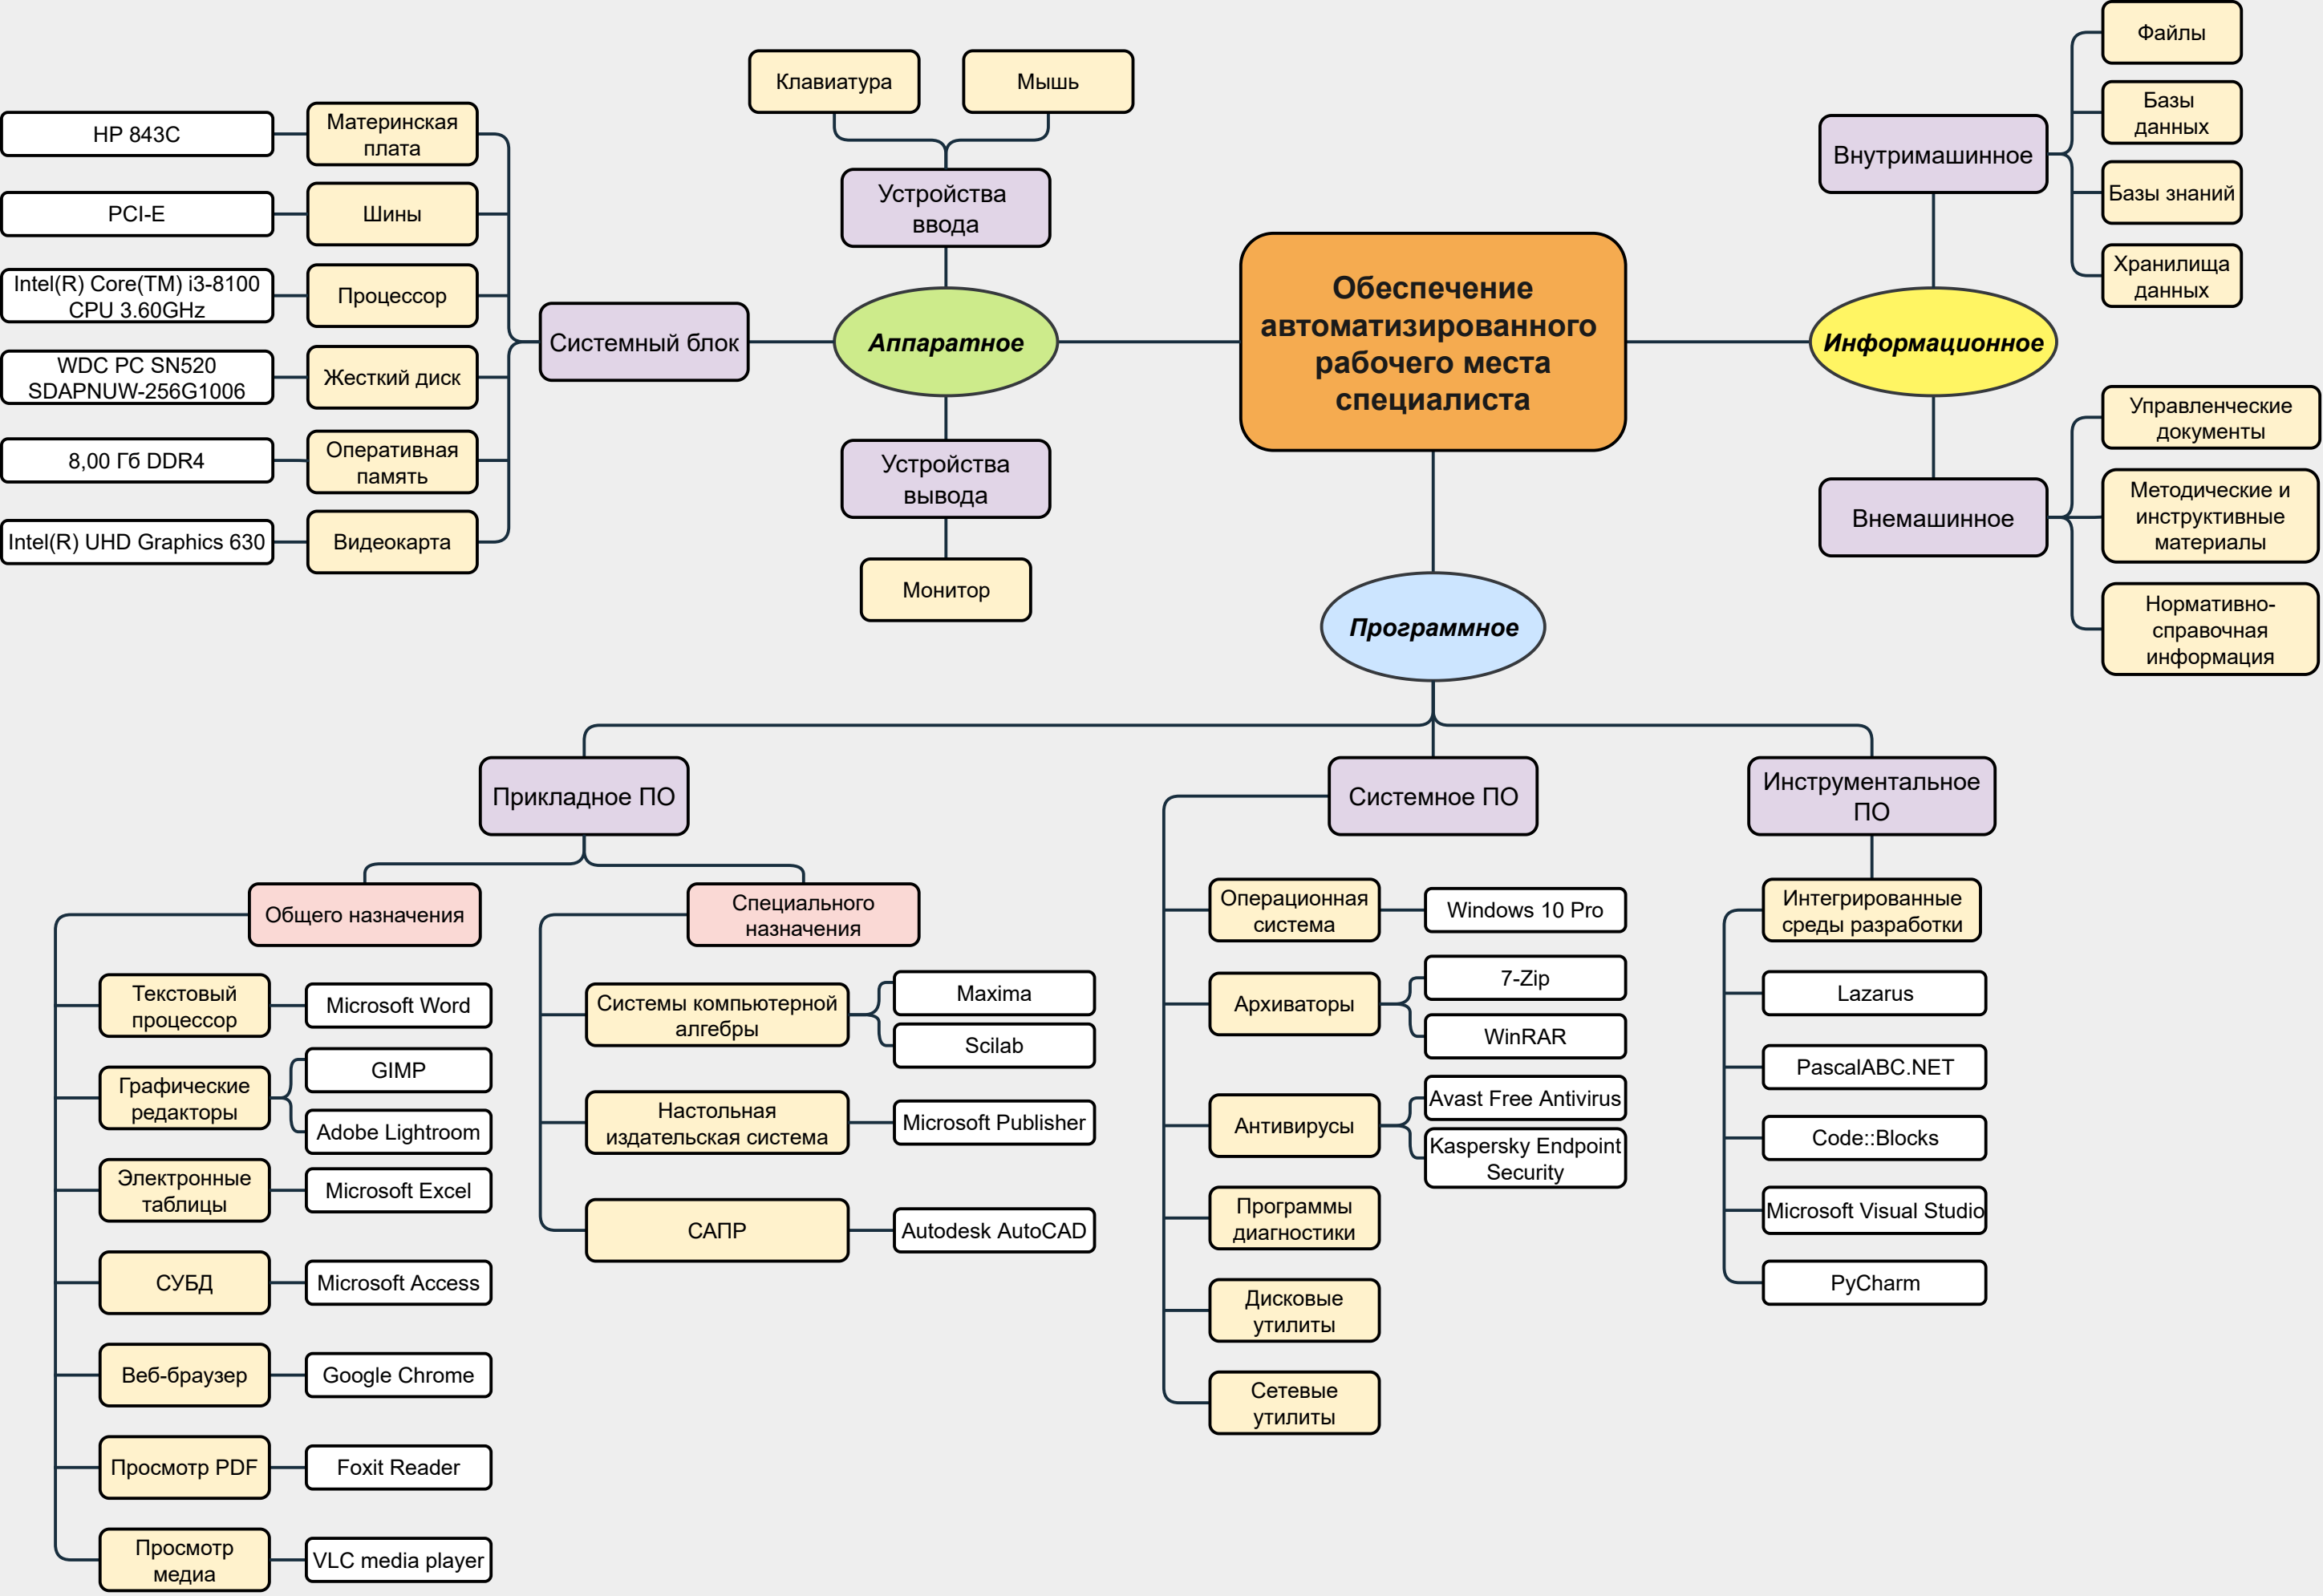 Обеспечение
автоматизированного
рабочего места
специалиста
Аппаратное
Устройства
ввода
Клавиатура
Мышь
Системный блок
Материнская
плата
HP 843C
Шины
PCI-E
Процессор
Intel(R) Core(TM) i3-8100
CPU 3.60GHz
Жесткий диск
WDC PC SN520
SDAPNUW-256G1006
Оперативная
память
8,00 Гб DDR4
Видеокарта
Intel(R) UHD Graphics 630
Устройства
вывода
Монитор
Информационное
Внутримашинное
Файлы
Базы
данных
Базы знаний
Хранилища
данных
Внемашинное
Управленческие
документы
Методические и
инструктивные
материалы
Нормативно-
справочная
информация
Программное
Прикладное ПО
Общего назначения
Текстовый
процессор
Microsoft Word
Графические
редакторы
GIMP
Adobe Lightroom
Электронные
таблицы
Microsoft Excel
СУБД
Microsoft Access
Веб-браузер
Google Chrome
Просмотр PDF
Foxit Reader
Просмотр
медиа
VLC media player
Специального
назначения
Системы компьютерной
алгебры
Maxima
Scilab
Настольная
издательская система
Microsoft Publisher
САПР
Autodesk AutoCAD
Системное ПО
Операционная
система
Windows 10 Pro
Архиваторы
7-Zip
WinRAR
Антивирусы
Avast Free Antivirus
Kaspersky Endpoint
Security
Программы
диагностики
Дисковые
утилиты
Сетевые
утилиты
Инструментальное
ПО
Интегрированные
среды разработки
Lazarus
PascalABC.NET
Code::Blocks
Microsoft Visual Studio
PyCharm